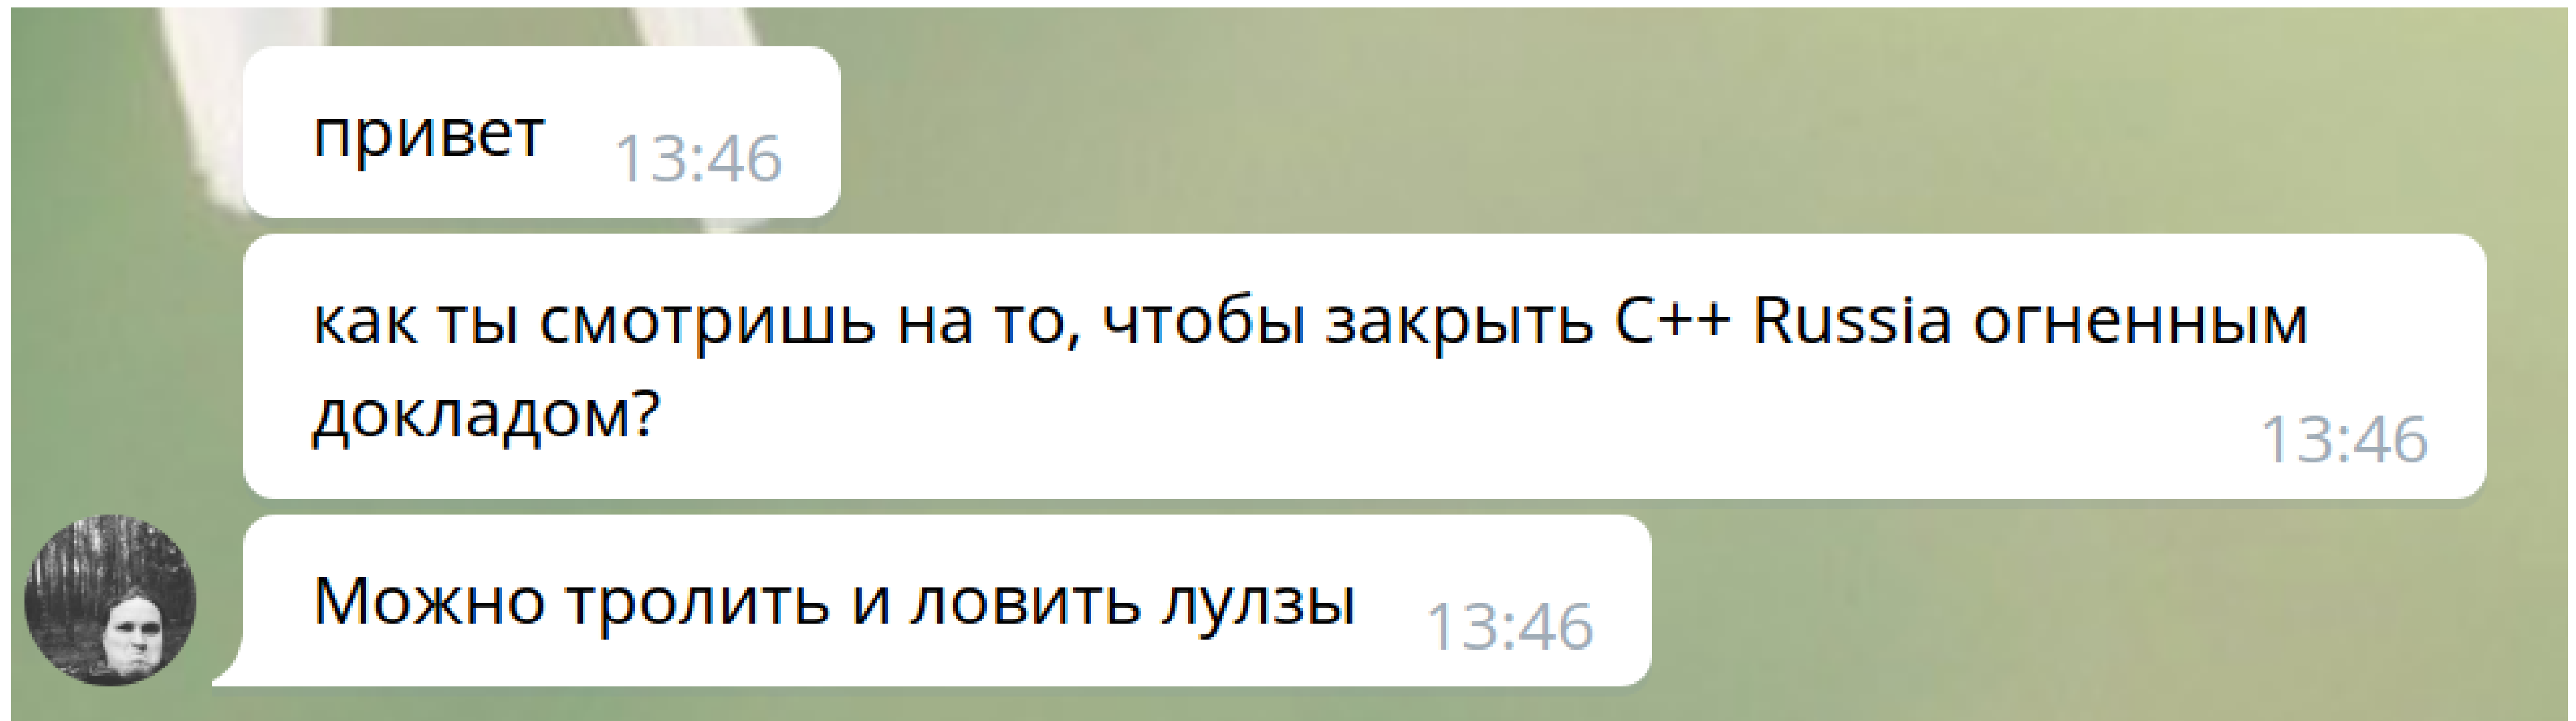 привет 13:46
как ты смотришь на то, чтобы закрыть C++ Russia огненным
докладом? 13:46
Можно тролить и ловить лулзы 13:46